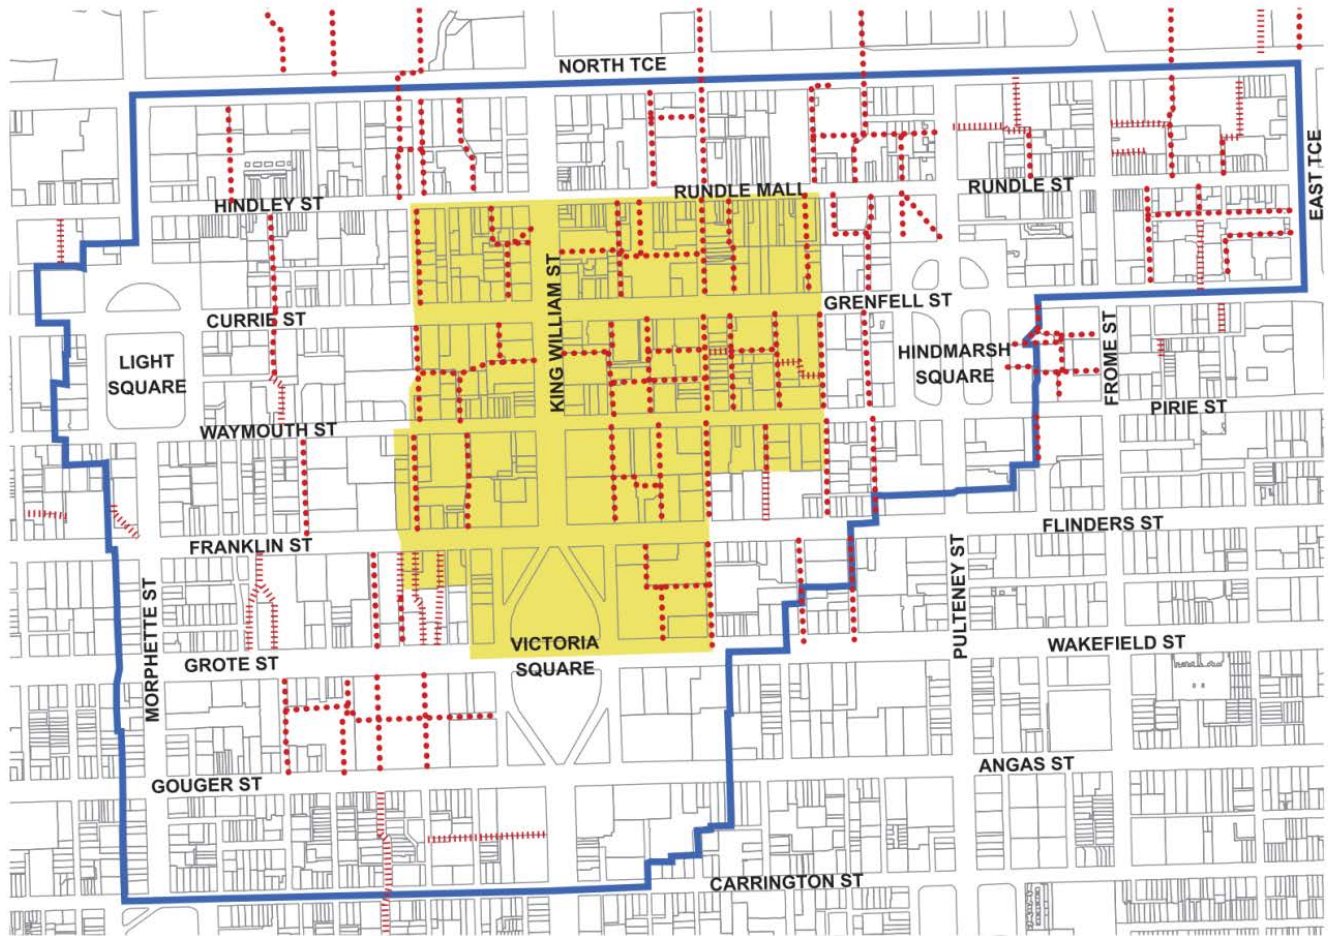 NORTH TCE
EAST TCE
RUNDLE MALL
RUNDLE ST
HINDLEY ST
KING WILLIAM ST
GRENFELL ST
CURRIE ST
LIGHT
SQUARE
HINDMARSH
SQUARE
FROME ST
PIRIE ST
WAYMOUTH ST
FLINDERS ST
FRANKLIN ST
MORPHETTE ST
PULTENEY ST
VICTORIA
SQUARE
WAKEFIELD ST
GROTE ST
ANGAS ST
GOUGER ST
CARRINGTON ST